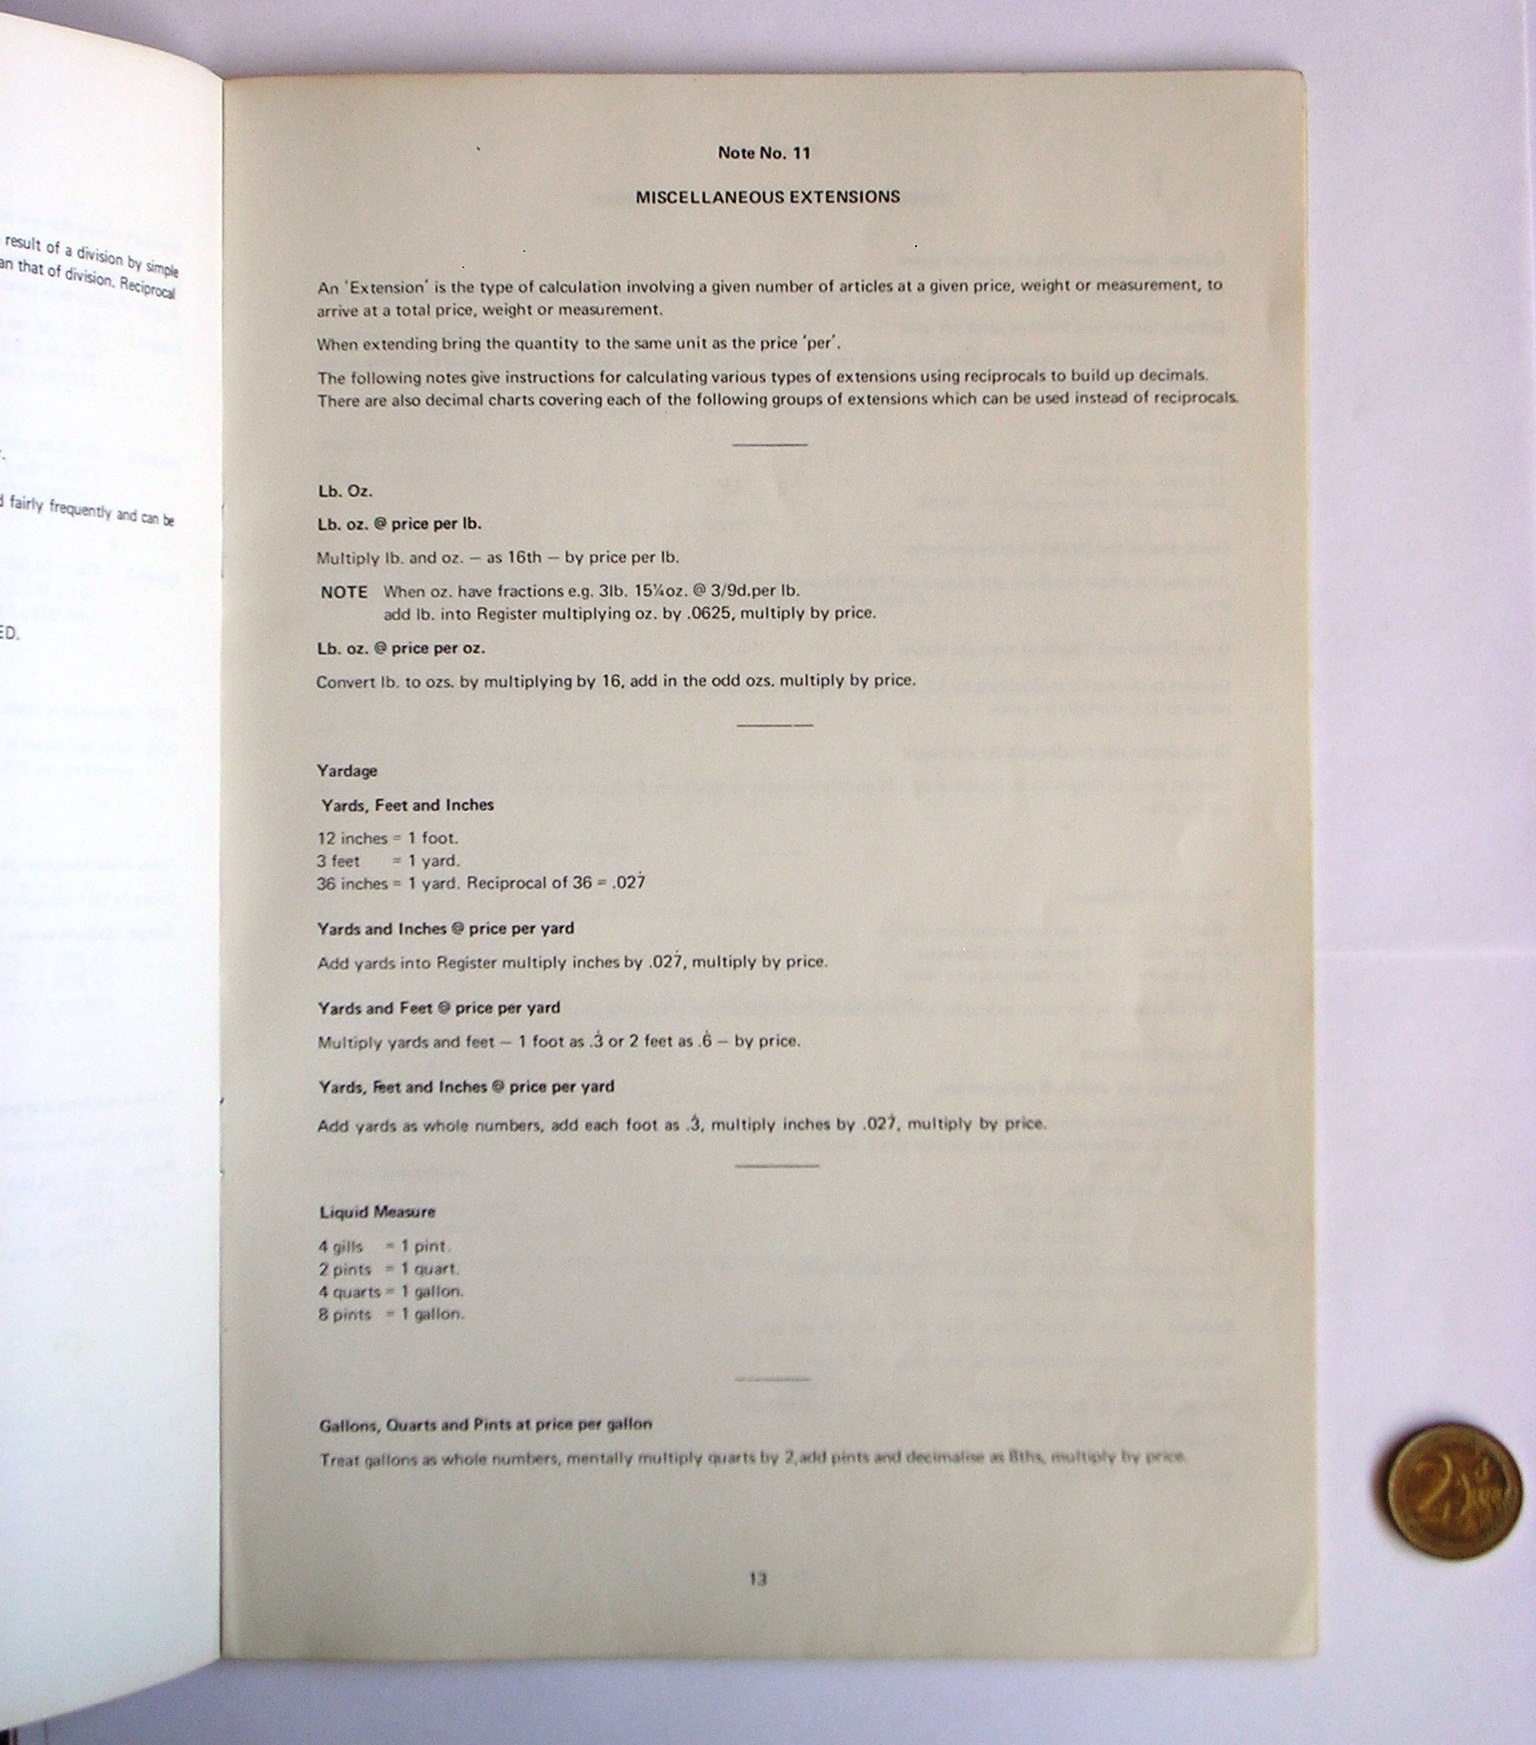 result of a division by simple
an that of division. Reciprocal
fairly frequently and can be
ED.
Note No. 11
MISCELLANEOUS EXTENSIONS
An 'Extension' is the type of calculation involving a given number of articles at a given price, weight or measurement, to
arrive at a total price, weight or measurement.
When extending bring the quantity to the same unit as the price 'per'.
The following notes give instructions for calculating various types of extensions using reciprocals to build up decimals.
There are also decimal charts covering each of the following groups of extensions which can be used instead of reciprocals.
Lb. Oz.
Lb. oz. @ price per lb.
Multiply lb. and oz. — as 16th — by price per lb.
NOTE When oz. have fractions e.g. 3lb. 15¼oz. @ 3/9d.per lb.
add lb. into Register multiplying oz. by .0625, multiply by price.
Lb. oz. @ price per oz.
Convert lb. to ozs. by multiplying by 16, add in the odd ozs. multiply by price.
Yardage
Yards, Feet and Inches
12 inches = 1 foot.
3 feet = 1 yard.
36 inches = 1 yard. Reciprocal of 36 = .027̇
Yards and Inches @ price per yard
Add yards into Register multiply inches by .027̇, multiply by price.
Yards and Feet @ price per yard
Multiply yards and feet — 1 foot as .3̇ or 2 feet as .6̇ — by price.
Yards, Feet and Inches @ price per yard
Add yards as whole numbers, add each foot as .3̇, multiply inches by .027̇, multiply by price.
Liquid Measure
4 gills = 1 pint.
2 pints = 1 quart.
4 quarts = 1 gallon.
8 pints = 1 gallon.
Gallons, Quarts and Pints at price per gallon
Treat gallons as whole numbers, mentally multiply quarts by 2,add pints and decimalise as 8ths, multiply by price.
13
2